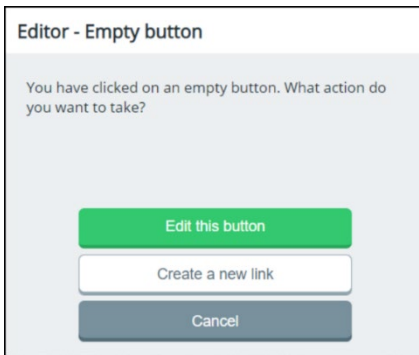 Editor - Empty button
You have clicked on an empty button. What action do
you want to take?
Edit this button
Create a new link
Cancel